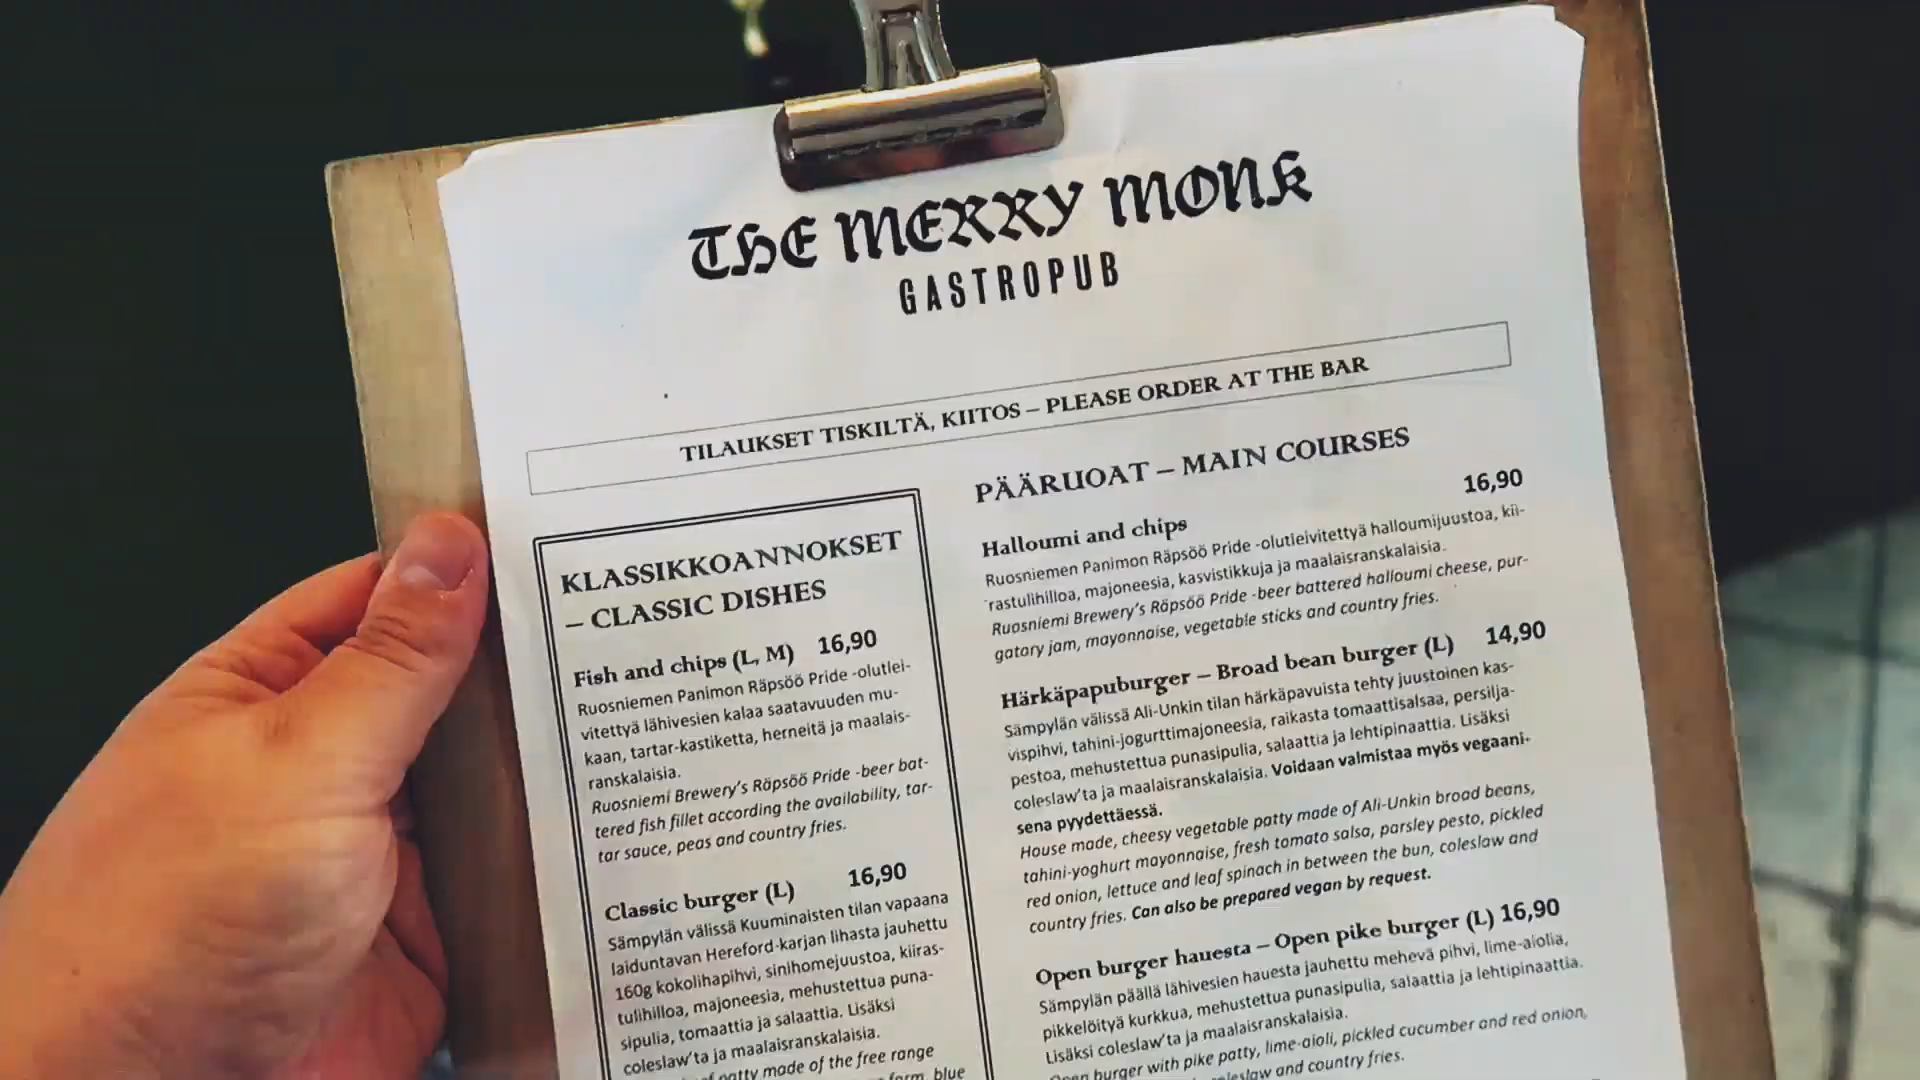 THE MERRY MONK
GASTROPUB
TILAUKSET TISKILTÄ, KIITOS – PLEASE ORDER AT THE BAR
KLASSIKKOANNOKSET
– CLASSIC DISHES
Fish and chips (L, M) 16,90
Ruosniemen Panimon Räpsöö Pride -olutlei-
vitettyä lähivesien kalaa saatavuuden mu-
kaan, tartar-kastiketta, herneitä ja maalais-
ranskalaisia.
Ruosniemi Brewery's Räpsöö Pride -beer bat-
tered fish fillet according the availability, tar-
tar sauce, peas and country fries.
Classic burger (L) 16,90
Sämpylän välissä Kuuminaisten tilan vapaana
laiduntavan Hereford-karjan lihasta jauhettu
160g kokolihapihvi, sinihomejuustoa, kiiras-
tulihilloa, majoneesia, mehustettua puna-
sipulia, tomaattia ja salaattia. Lisäksi
coleslaw'ta ja maalaisranskalaisia.
patty made of the free range
farm, blue
PÄÄRUOAT – MAIN COURSES
16,90
Halloumi and chips
Ruosniemen Panimon Räpsöö Pride -olutleivitettyä halloumijuustoa, kii-
rastulihilloa, majoneesia, kasvistikkuja ja maalaisranskalaisia.
Ruosniemi Brewery's Räpsöö Pride -beer battered halloumi cheese, pur-
gatory jam, mayonnaise, vegetable sticks and country fries.
Härkäpapuburger – Broad bean burger (L) 14,90
Sämpylän välissä Ali-Unkin tilan härkäpavuista tehty juustoinen kas-
vispihvi, tahini-jogurttimajoneesia, raikasta tomaattisalsaa, persilja-
pestoa, mehustettua punasipulia, salaattia ja lehtipinaattia. Lisäksi
coleslaw'ta ja maalaisranskalaisia. Voidaan valmistaa myös vegaani-
sena pyydettäessä.
House made, cheesy vegetable patty made of Ali-Unkin broad beans,
tahini-yoghurt mayonnaise, fresh tomato salsa, parsley pesto, pickled
red onion, lettuce and leaf spinach in between the bun, coleslaw and
country fries. Can also be prepared vegan by request.
Open burger hauesta – Open pike burger (L) 16,90
Sämpylän päällä lähivesien hauesta jauhettu mehevä pihvi, lime-aiolia,
pikkelöityä kurkkua, mehustettua punasipulia, salaattia ja lehtipinaattia.
Lisäksi coleslaw'ta ja maalaisranskalaisia.
Open burger with pike patty, lime-aioli, pickled cucumber and red onion,
coleslaw and country fries.